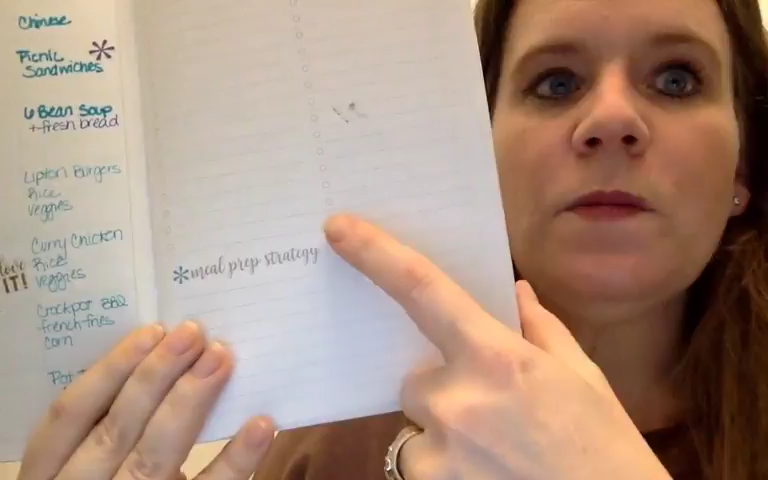 Chinese
Picnic
Sandwiches
6 Bean Soup
+fresh bread
Lipton Burgers
Rice
veggies
Curry Chicken
Rice
veggies
love
IT!
Crockpot BBQ
french fries
corn
*meal prep strategy